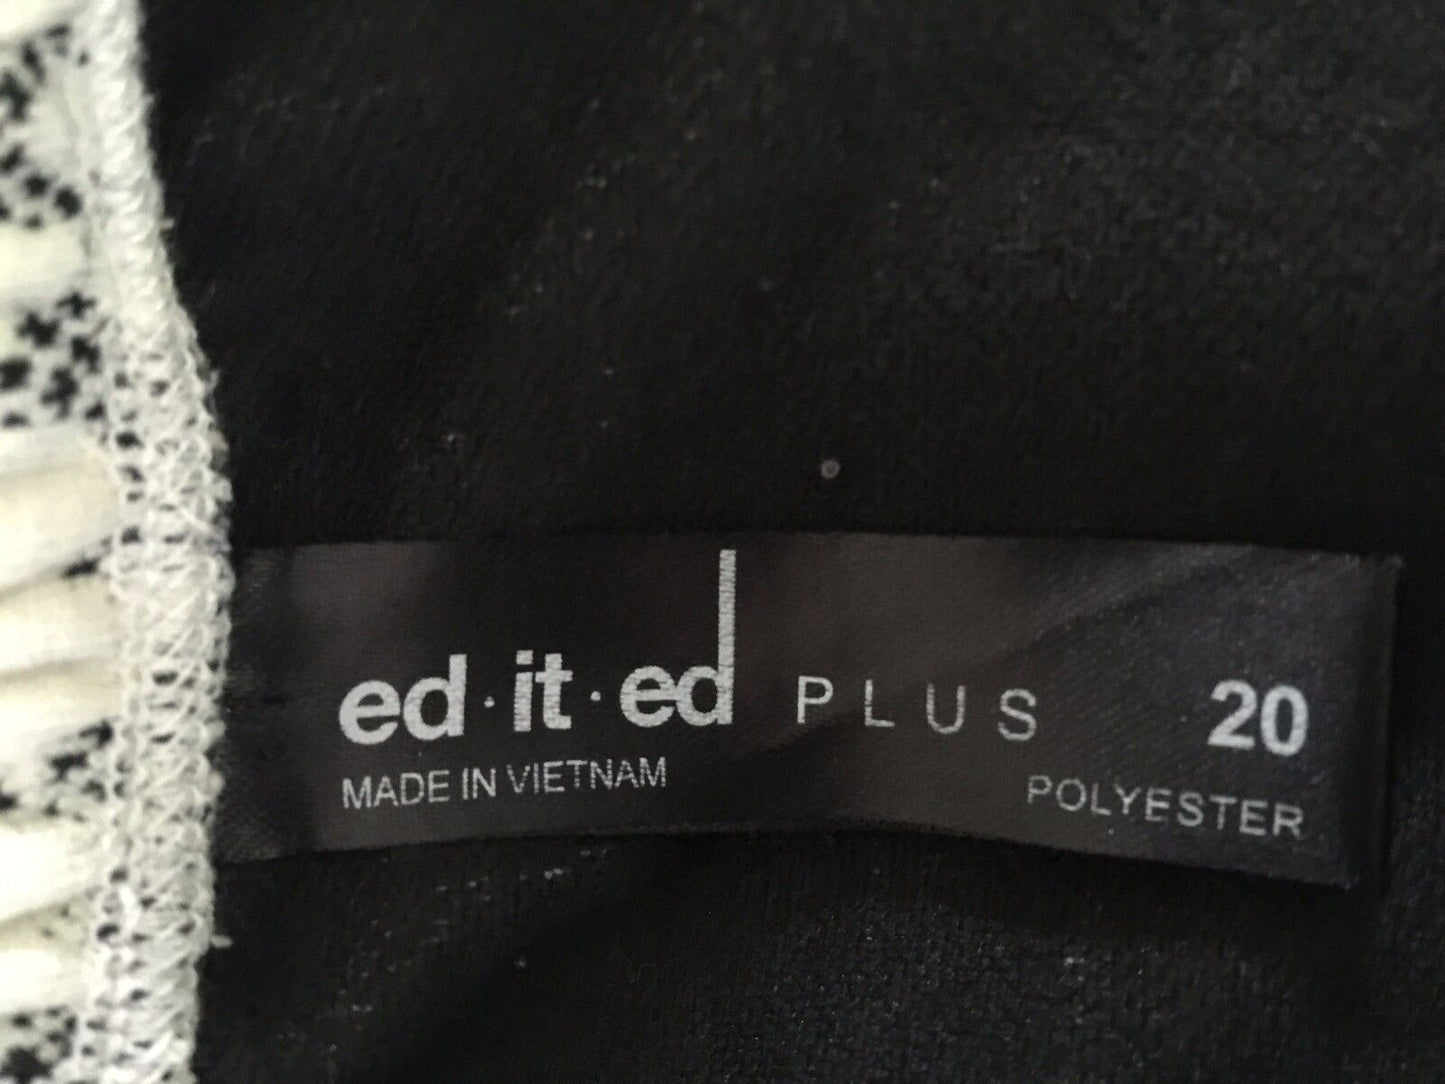 ed·it·ed PLUS 20
MADE IN VIETNAM POLYESTER